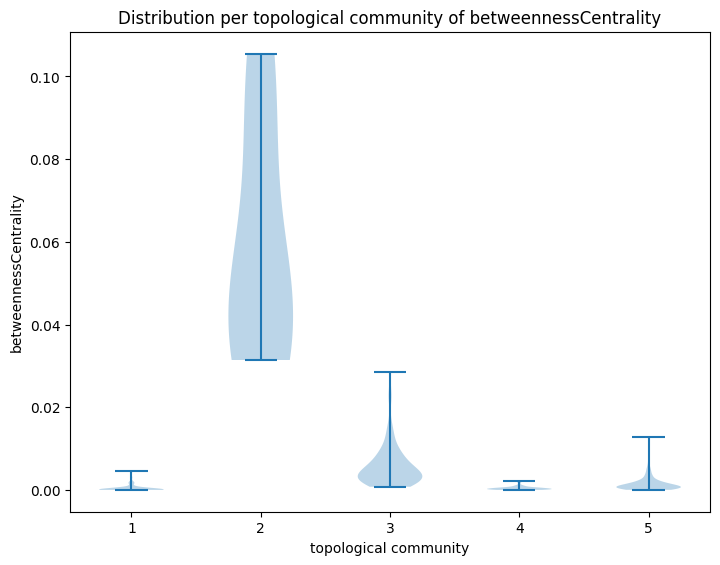 Distribution per topological community of betweennessCentrality
0.10
0.08
0.06
0.04
0.02
0.00
betweennessCentrality
1 2 3 4 5
topological community